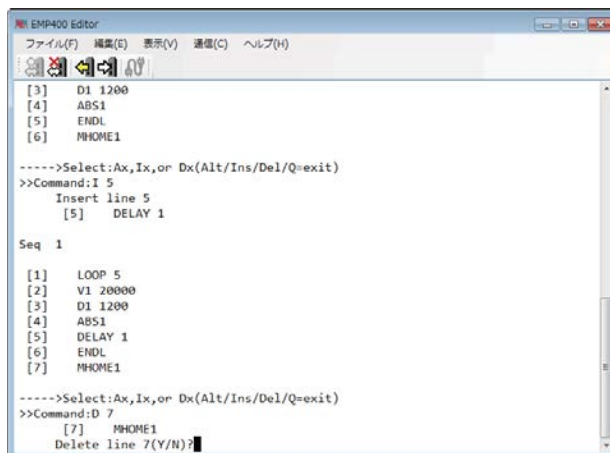 EMP400 Editor
ファイル(F) 編集(E) 表示(V) 通信(C) ヘルプ(H)
[3] D1 1200
[4] ABS1
[5] ENDL
[6] MHOME1
----->Select:Ax,Ix,or Dx(Alt/Ins/Del/Q=exit)
>>Command:I 5
Insert line 5
[5] DELAY 1
Seq 1
[1] LOOP 5
[2] V1 20000
[3] D1 1200
[4] ABS1
[5] DELAY 1
[6] ENDL
[7] MHOME1
----->Select:Ax,Ix,or Dx(Alt/Ins/Del/Q=exit)
>>Command:D 7
[7] MHOME1
Delete line 7(Y/N)?